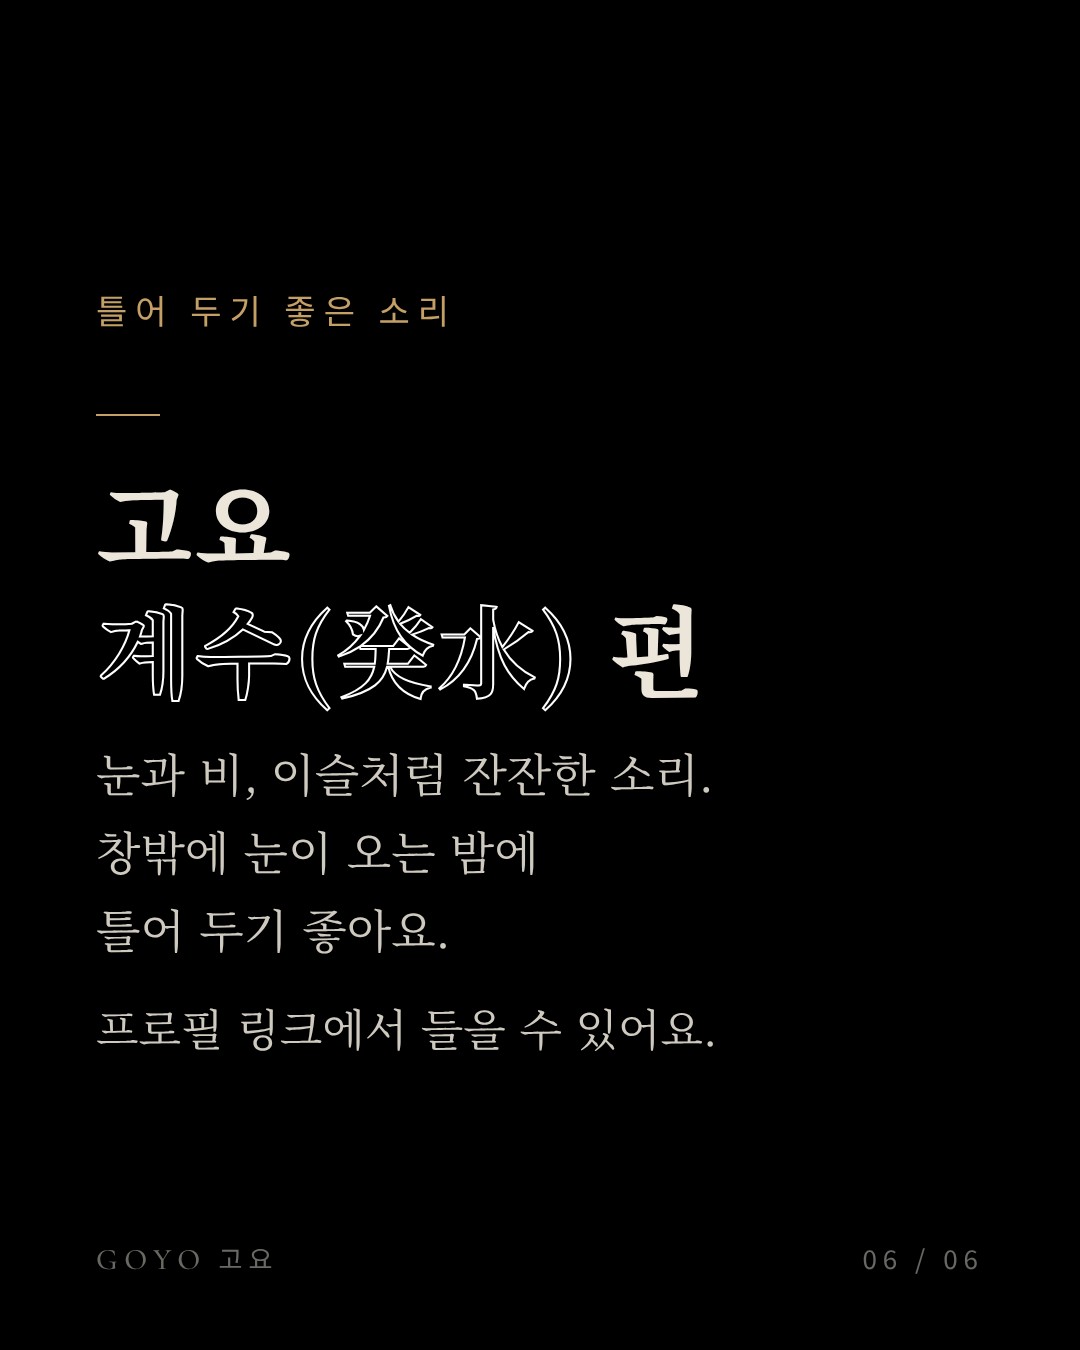 틀어 두기 좋은 소리
고요
계수(癸水) 편
눈과 비, 이슬처럼 잔잔한 소리.
창밖에 눈이 오는 밤에
틀어 두기 좋아요.
프로필 링크에서 들을 수 있어요.
GOYO 고요
06 / 06